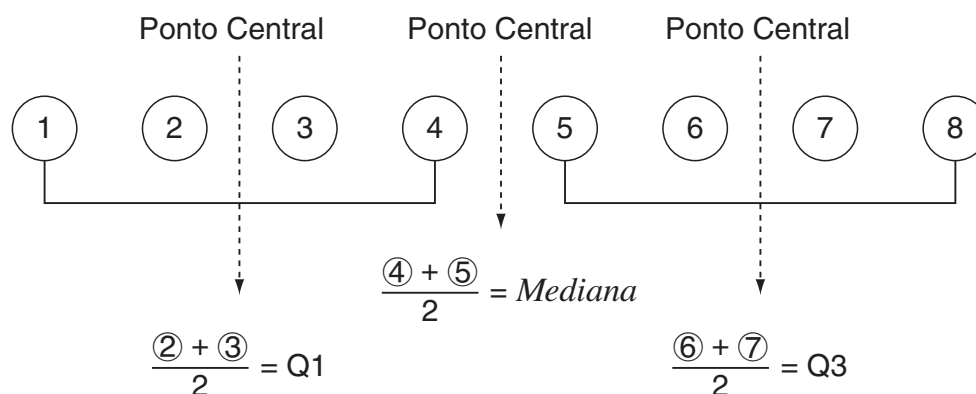 Ponto Central Ponto Central Ponto Central
1 2 3 4 5 6 7 8
④ + ⑤
2
= Mediana
② + ③
2
= Q1
⑥ + ⑦
2
= Q3